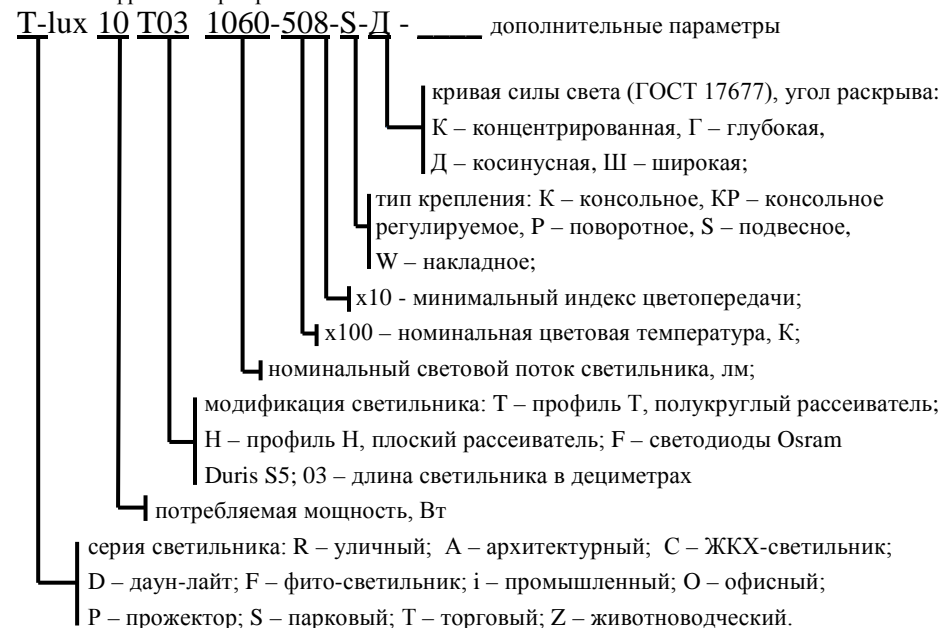 T-lux 10 T03 1060-508-S-Д - _____ дополнительные параметры
кривая силы света (ГОСТ 17677), угол раскрыва:
К – концентрированная, Г – глубокая,
Д – косинусная, Ш – широкая;
тип крепления: К – консольное, КР – консольное
регулируемое, Р – поворотное, S – подвесное,
W – накладное;
х10 - минимальный индекс цветопередачи;
х100 – номинальная цветовая температура, К;
номинальный световой поток светильника, лм;
модификация светильника: Т – профиль Т, полукруглый рассеиватель;
Н – профиль Н, плоский рассеиватель; F – светодиоды Osram
Duris S5; 03 – длина светильника в дециметрах
потребляемая мощность, Вт
серия светильника: R – уличный; А – архитектурный; С – ЖКХ-светильник;
D – даун-лайт; F – фито-светильник; i – промышленный; О – офисный;
Р – прожектор; S – парковый; Т – торговый; Z – животноводческий.